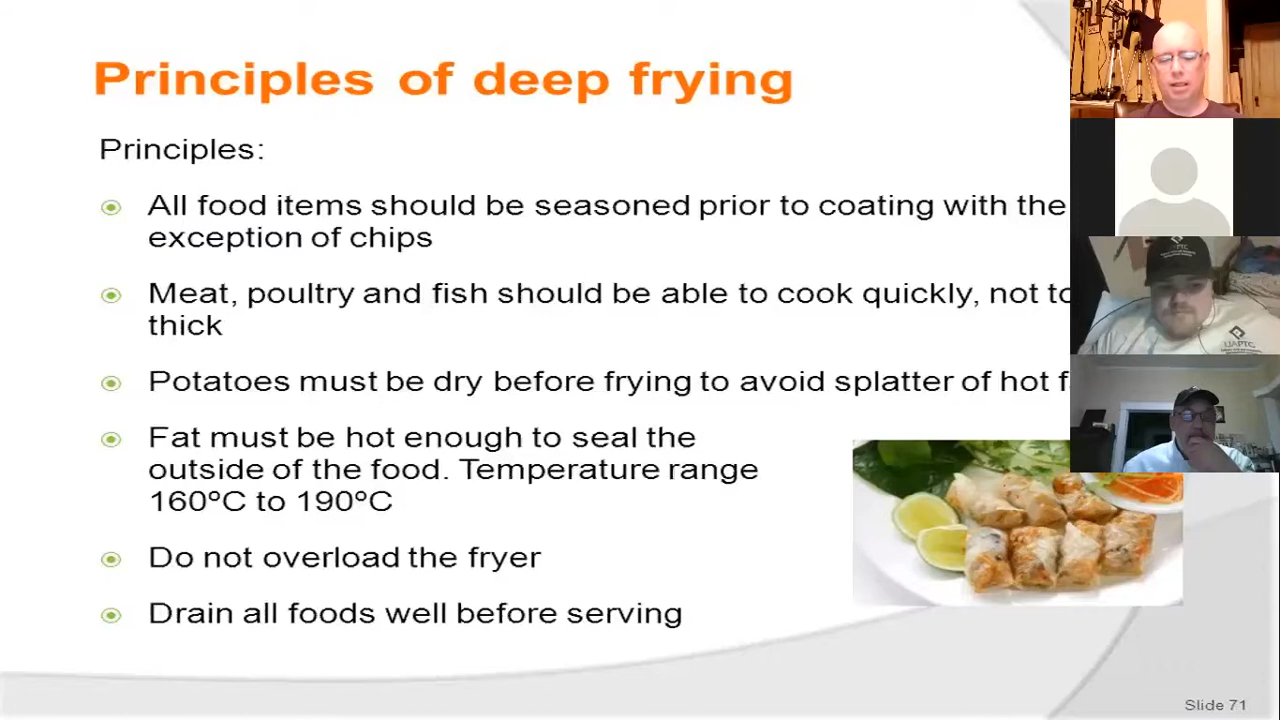 Principles of deep frying
Principles:
All food items should be seasoned prior to coating with the
exception of chips
Meat, poultry and fish should be able to cook quickly, not
thick
Potatoes must be dry before frying to avoid splatter of hot
Fat must be hot enough to seal the
outside of the food. Temperature range
160°C to 190°C
Do not overload the fryer
Drain all foods well before serving
UAPTC
Slide 71